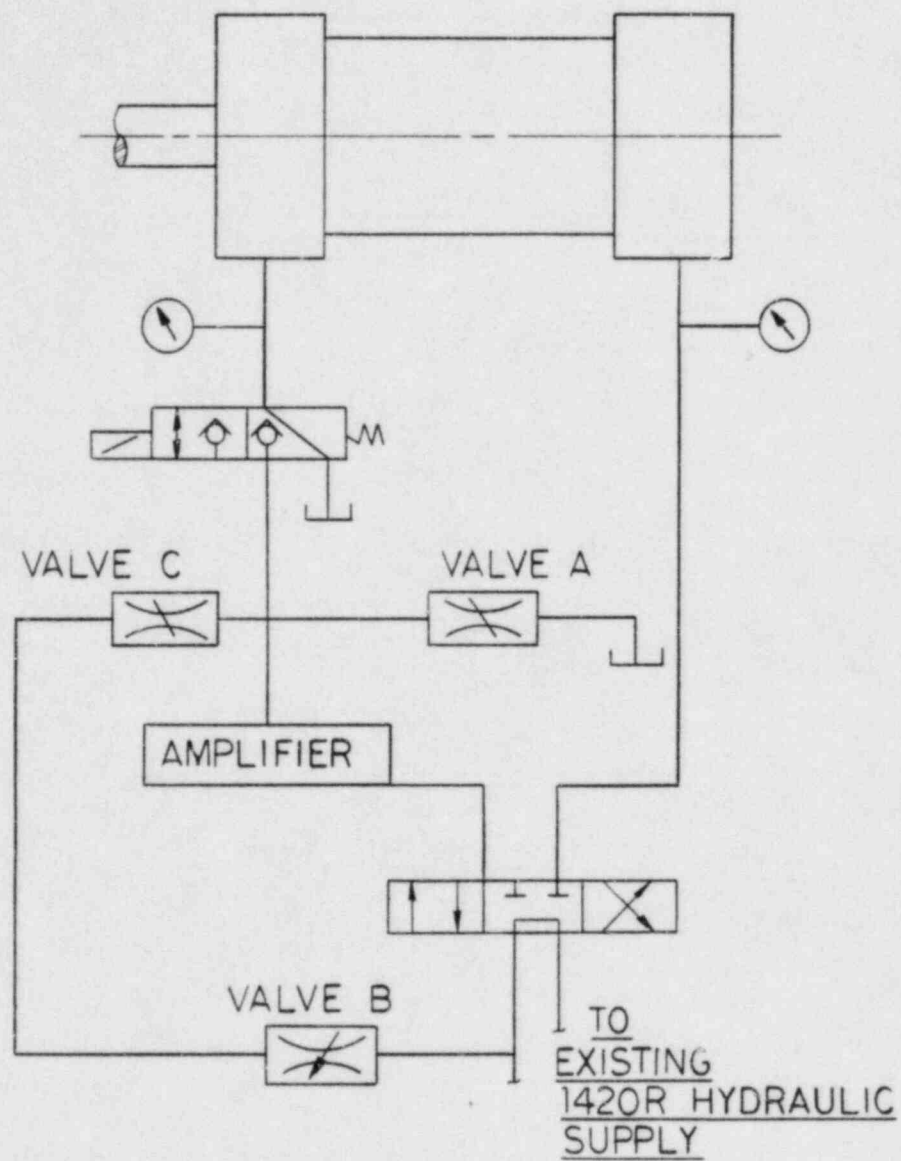 VALVE C
VALVE A
AMPLIFIER
VALVE B
TO
EXISTING
1420R HYDRAULIC
SUPPLY